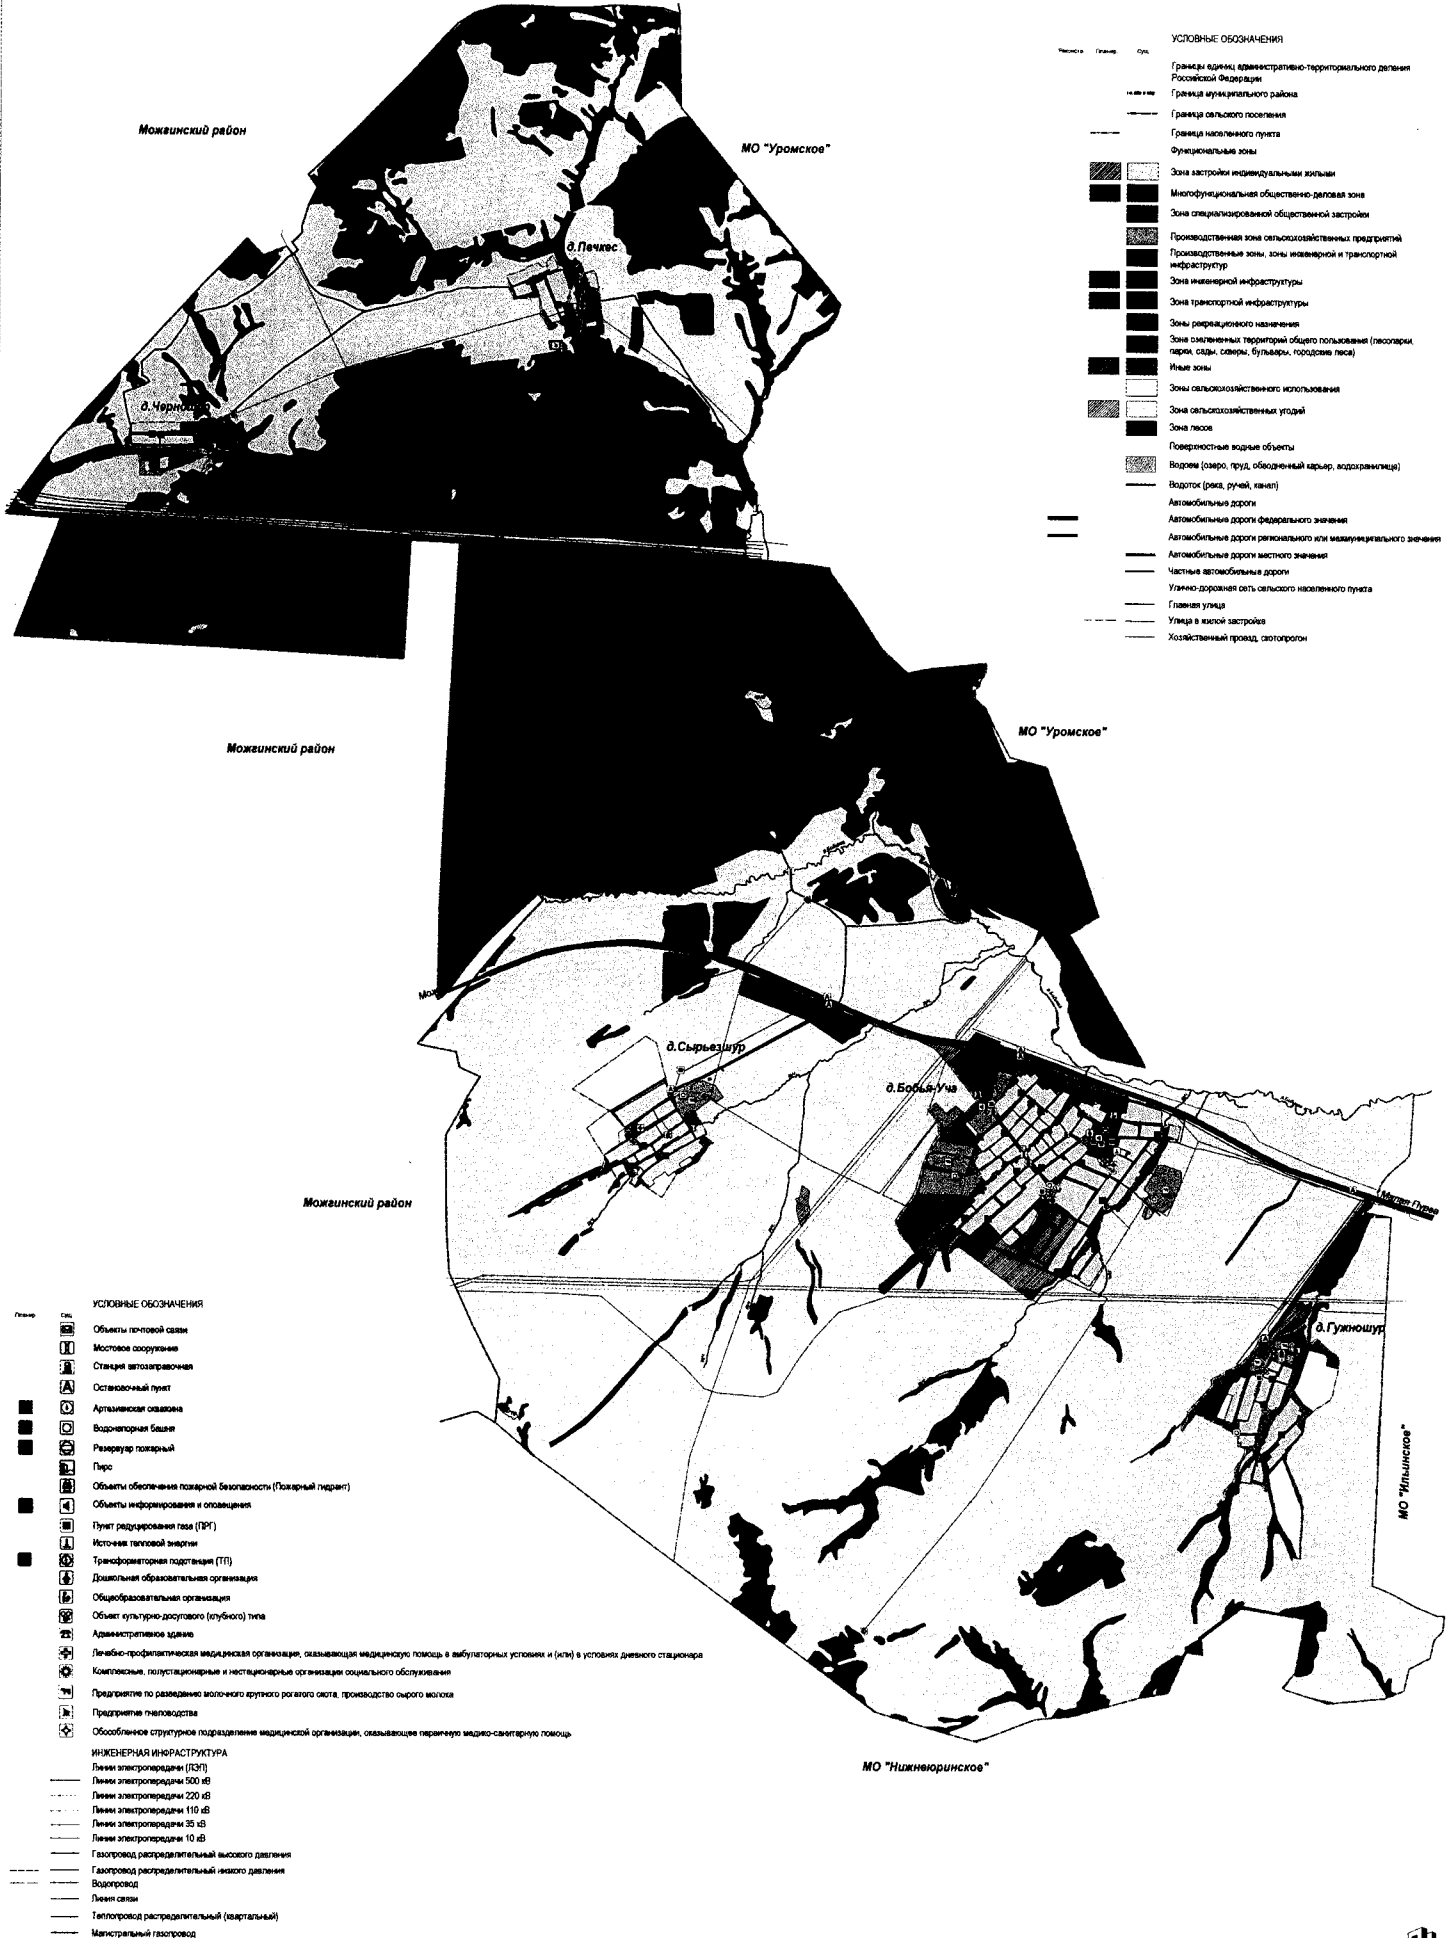 УСЛОВНЫЕ ОБОЗНАЧЕНИЯ
Сущ.
Границы единиц административно-территориального деления
Российской Федерации
Граница муниципального района
Граница сельского поселения
Граница населенного пункта
Функциональные зоны
Зона застройки индивидуальными жилыми
Многофункциональная общественно-деловая зона
Зона специализированной общественной застройки
Производственная зона сельскохозяйственных предприятий
Производственные зоны, зоны инженерной и транспортной
инфраструктур
Зона инженерной инфраструктуры
Зона транспортной инфраструктуры
Зоны рекреационного назначения
Зона озелененных территорий общего пользования (лесопарки,
парки, сады, скверы, бульвары, городские леса)
Иные зоны
Зоны сельскохозяйственного использования
Зона сельскохозяйственных угодий
Зона лесов
Поверхностные водные объекты
Водоем (озеро, пруд, обводненный карьер, водохранилище)
Водоток (река, ручей, канал)
Автомобильные дороги
Автомобильные дороги федерального значения
Автомобильные дороги регионального или межмуниципального значения
Автомобильные дороги местного значения
Частные автомобильные дороги
Улично-дорожная сеть сельского населенного пункта
Главная улица
Улица в жилой застройке
Хозяйственный проезд, скотопрогон
Можгинский район
МО "Уромское"
д.Печкес
д.Черношур
Можгинский район
МО "Уромское"
д.Сырьезшур
д.Бобья-Уча
Можгинский район
Малая Пурга
д.Гужношур
МО "Ильинское"
МО "Нижнеюринское"
УСЛОВНЫЕ ОБОЗНАЧЕНИЯ
Сущ.
Объекты почтовой связи
Мостовое сооружение
Станция автозаправочная
Остановочный пункт
Артезианская скважина
Водонапорная башня
Резервуар пожарный
Пирс
Объекты обеспечения пожарной безопасности (Пожарный гидрант)
Объекты информирования и оповещения
Пункт редуцирования газа (ПРГ)
Источник тепловой энергии
Трансформаторная подстанция (ТП)
Дошкольная образовательная организация
Общеобразовательная организация
Объект культурно-досугового (клубного) типа
Административное здание
Лечебно-профилактическая медицинская организация, оказывающая медицинскую помощь в амбулаторных условиях и (или) в условиях дневного стационара
Комплексные, полустационарные и нестационарные организации социального обслуживания
Предприятие по разведению молочного крупного рогатого скота, производство сырого молока
Предприятие пчеловодства
Обособленное структурное подразделение медицинской организации, оказывающее первичную медико-санитарную помощь
ИНЖЕНЕРНАЯ ИНФРАСТРУКТУРА
Линии электропередачи (ЛЭП)
Линии электропередачи 500 кВ
Линии электропередачи 220 кВ
Линии электропередачи 110 кВ
Линии электропередачи 35 кВ
Линии электропередачи 10 кВ
Газопровод распределительный высокого давления
Газопровод распределительный низкого давления
Водопровод
Линия связи
Теплопровод распределительный (квартальный)
Магистральный газопровод